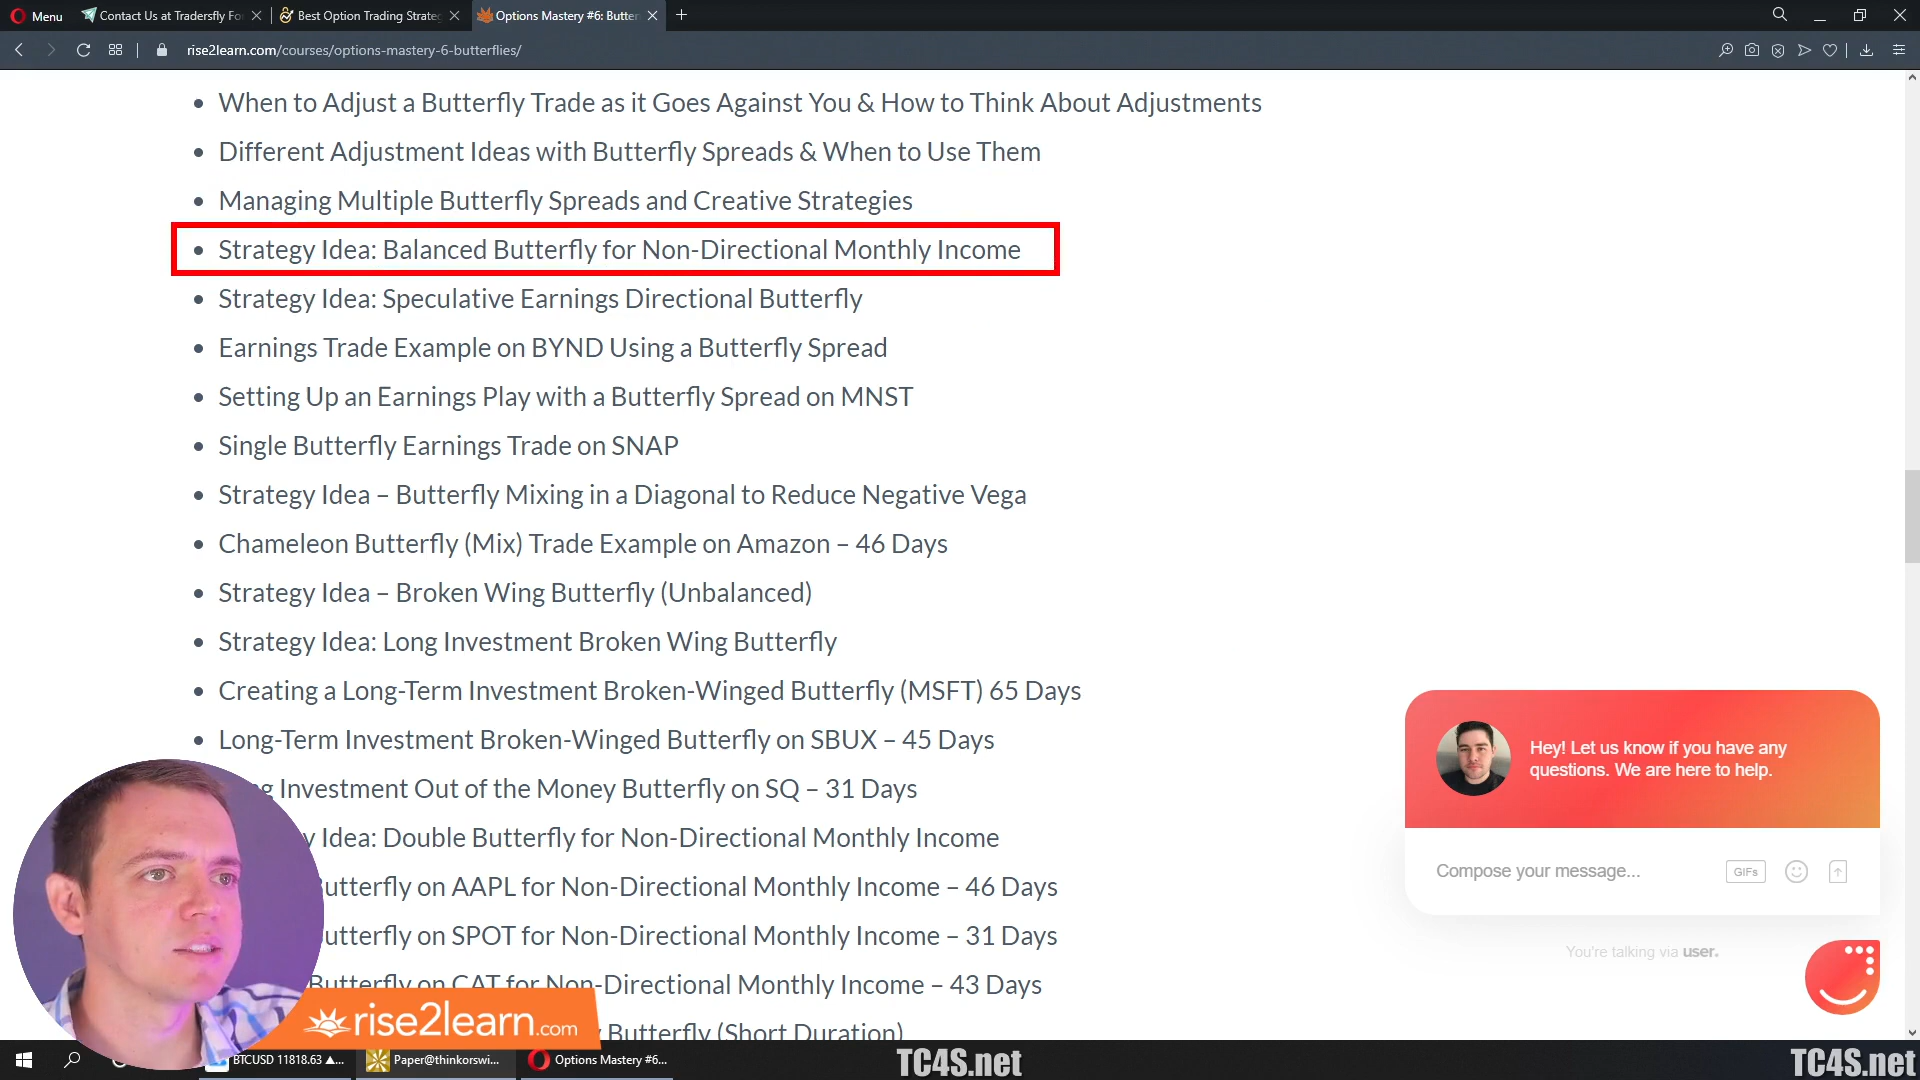 Menu
Contact Us at Tradersfly Fo
Best Option Trading Strateg
Options Mastery #6: Butter
rise2learn.com/courses/options-mastery-6-butterflies/
When to Adjust a Butterfly Trade as it Goes Against You & How to Think About Adjustments
Different Adjustment Ideas with Butterfly Spreads & When to Use Them
Managing Multiple Butterfly Spreads and Creative Strategies
Strategy Idea: Balanced Butterfly for Non-Directional Monthly Income
Strategy Idea: Speculative Earnings Directional Butterfly
Earnings Trade Example on BYND Using a Butterfly Spread
Setting Up an Earnings Play with a Butterfly Spread on MNST
Single Butterfly Earnings Trade on SNAP
Strategy Idea – Butterfly Mixing in a Diagonal to Reduce Negative Vega
Chameleon Butterfly (Mix) Trade Example on Amazon – 46 Days
Strategy Idea – Broken Wing Butterfly (Unbalanced)
Strategy Idea: Long Investment Broken Wing Butterfly
Creating a Long-Term Investment Broken-Winged Butterfly (MSFT) 65 Days
Long-Term Investment Broken-Winged Butterfly on SBUX – 45 Days
Investment Out of the Money Butterfly on SQ – 31 Days
Idea: Double Butterfly for Non-Directional Monthly Income
utterfly on AAPL for Non-Directional Monthly Income – 46 Days
utterfly on SPOT for Non-Directional Monthly Income – 31 Days
Butterfly on CAT for Non-Directional Monthly Income – 43 Days
Butterfly (Short Duration)
Hey! Let us know if you have any
questions. We are here to help.
Compose your message...
GIFs
You're talking via user.
rise2learn.com
BTCUSD 11818.63 ▲...
Paper@thinkorswi...
Options Mastery #6...
TC4S.net
TC4S.net